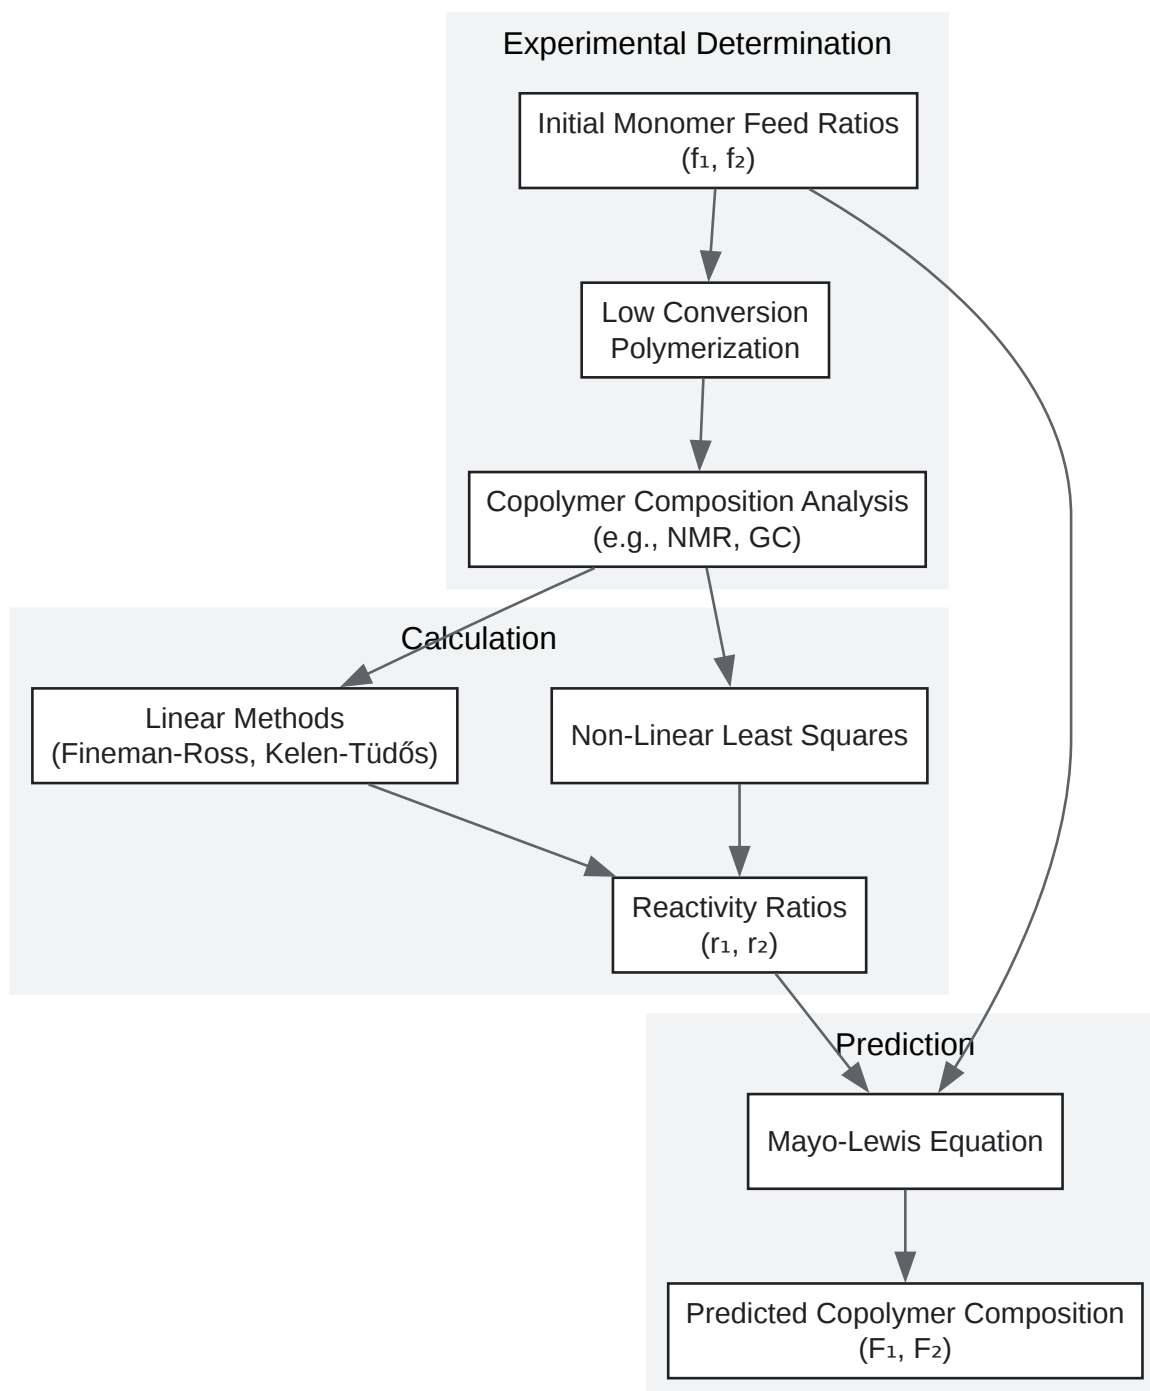 Experimental Determination
Initial Monomer Feed Ratios
(f₁, f₂)
Low Conversion
Polymerization
Copolymer Composition Analysis
(e.g., NMR, GC)
Calculation
Linear Methods
(Fineman-Ross, Kelen-Tüdős)
Non-Linear Least Squares
Reactivity Ratios
(r₁, r₂)
Prediction
Mayo-Lewis Equation
Predicted Copolymer Composition
(F₁, F₂)